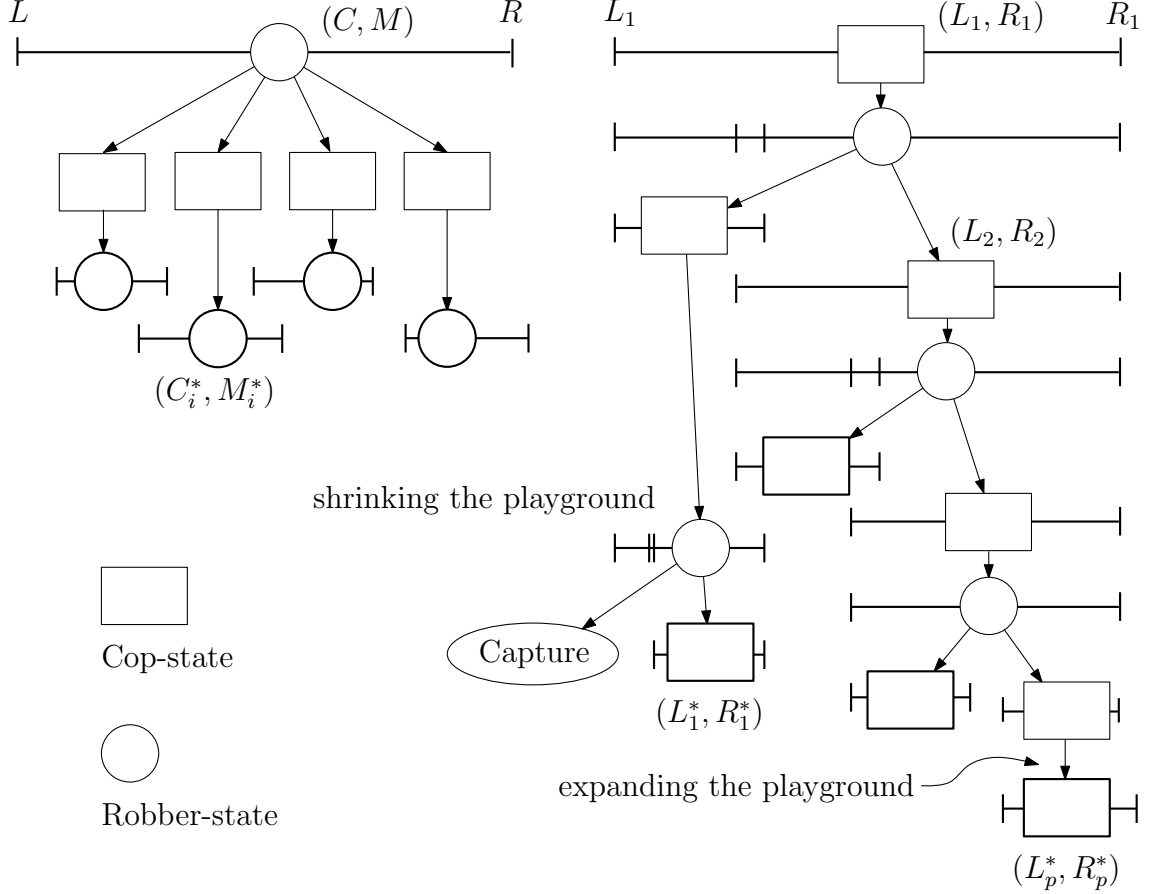 L
R
(C, M)
(C_i^*, M_i^*)
Cop-state
Robber-state
L_1
(L_1, R_1)
R_1
(L_2, R_2)
shrinking the playground
Capture
(L_1^*, R_1^*)
expanding the playground
(L_p^*, R_p^*)